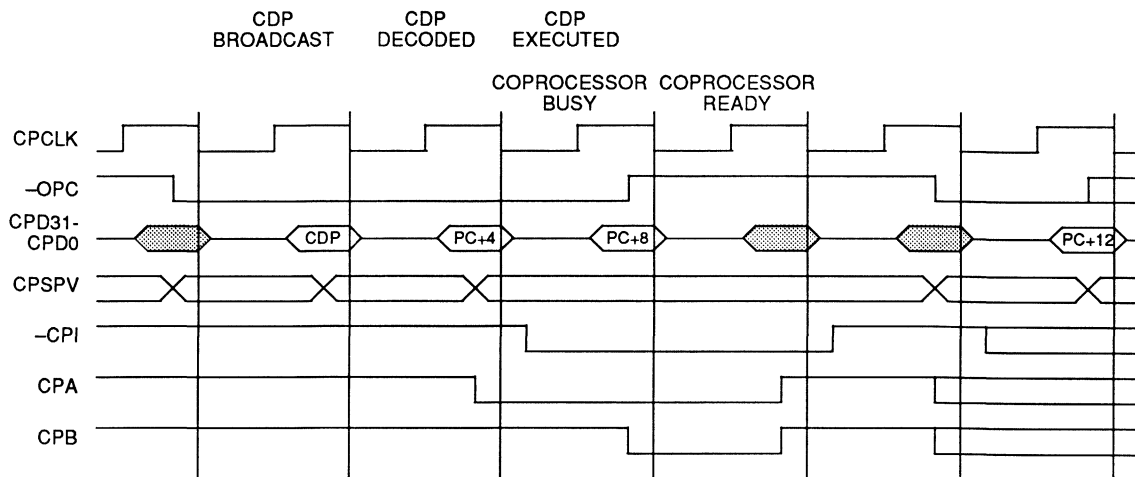 CDP
BROADCAST
CDP
DECODED
CDP
EXECUTED
COPROCESSOR
BUSY
COPROCESSOR
READY
CPCLK
–OPC
CPD31-
CPD0
CDP
PC+4
PC+8
PC+12
CPSPV
–CPI
CPA
CPB